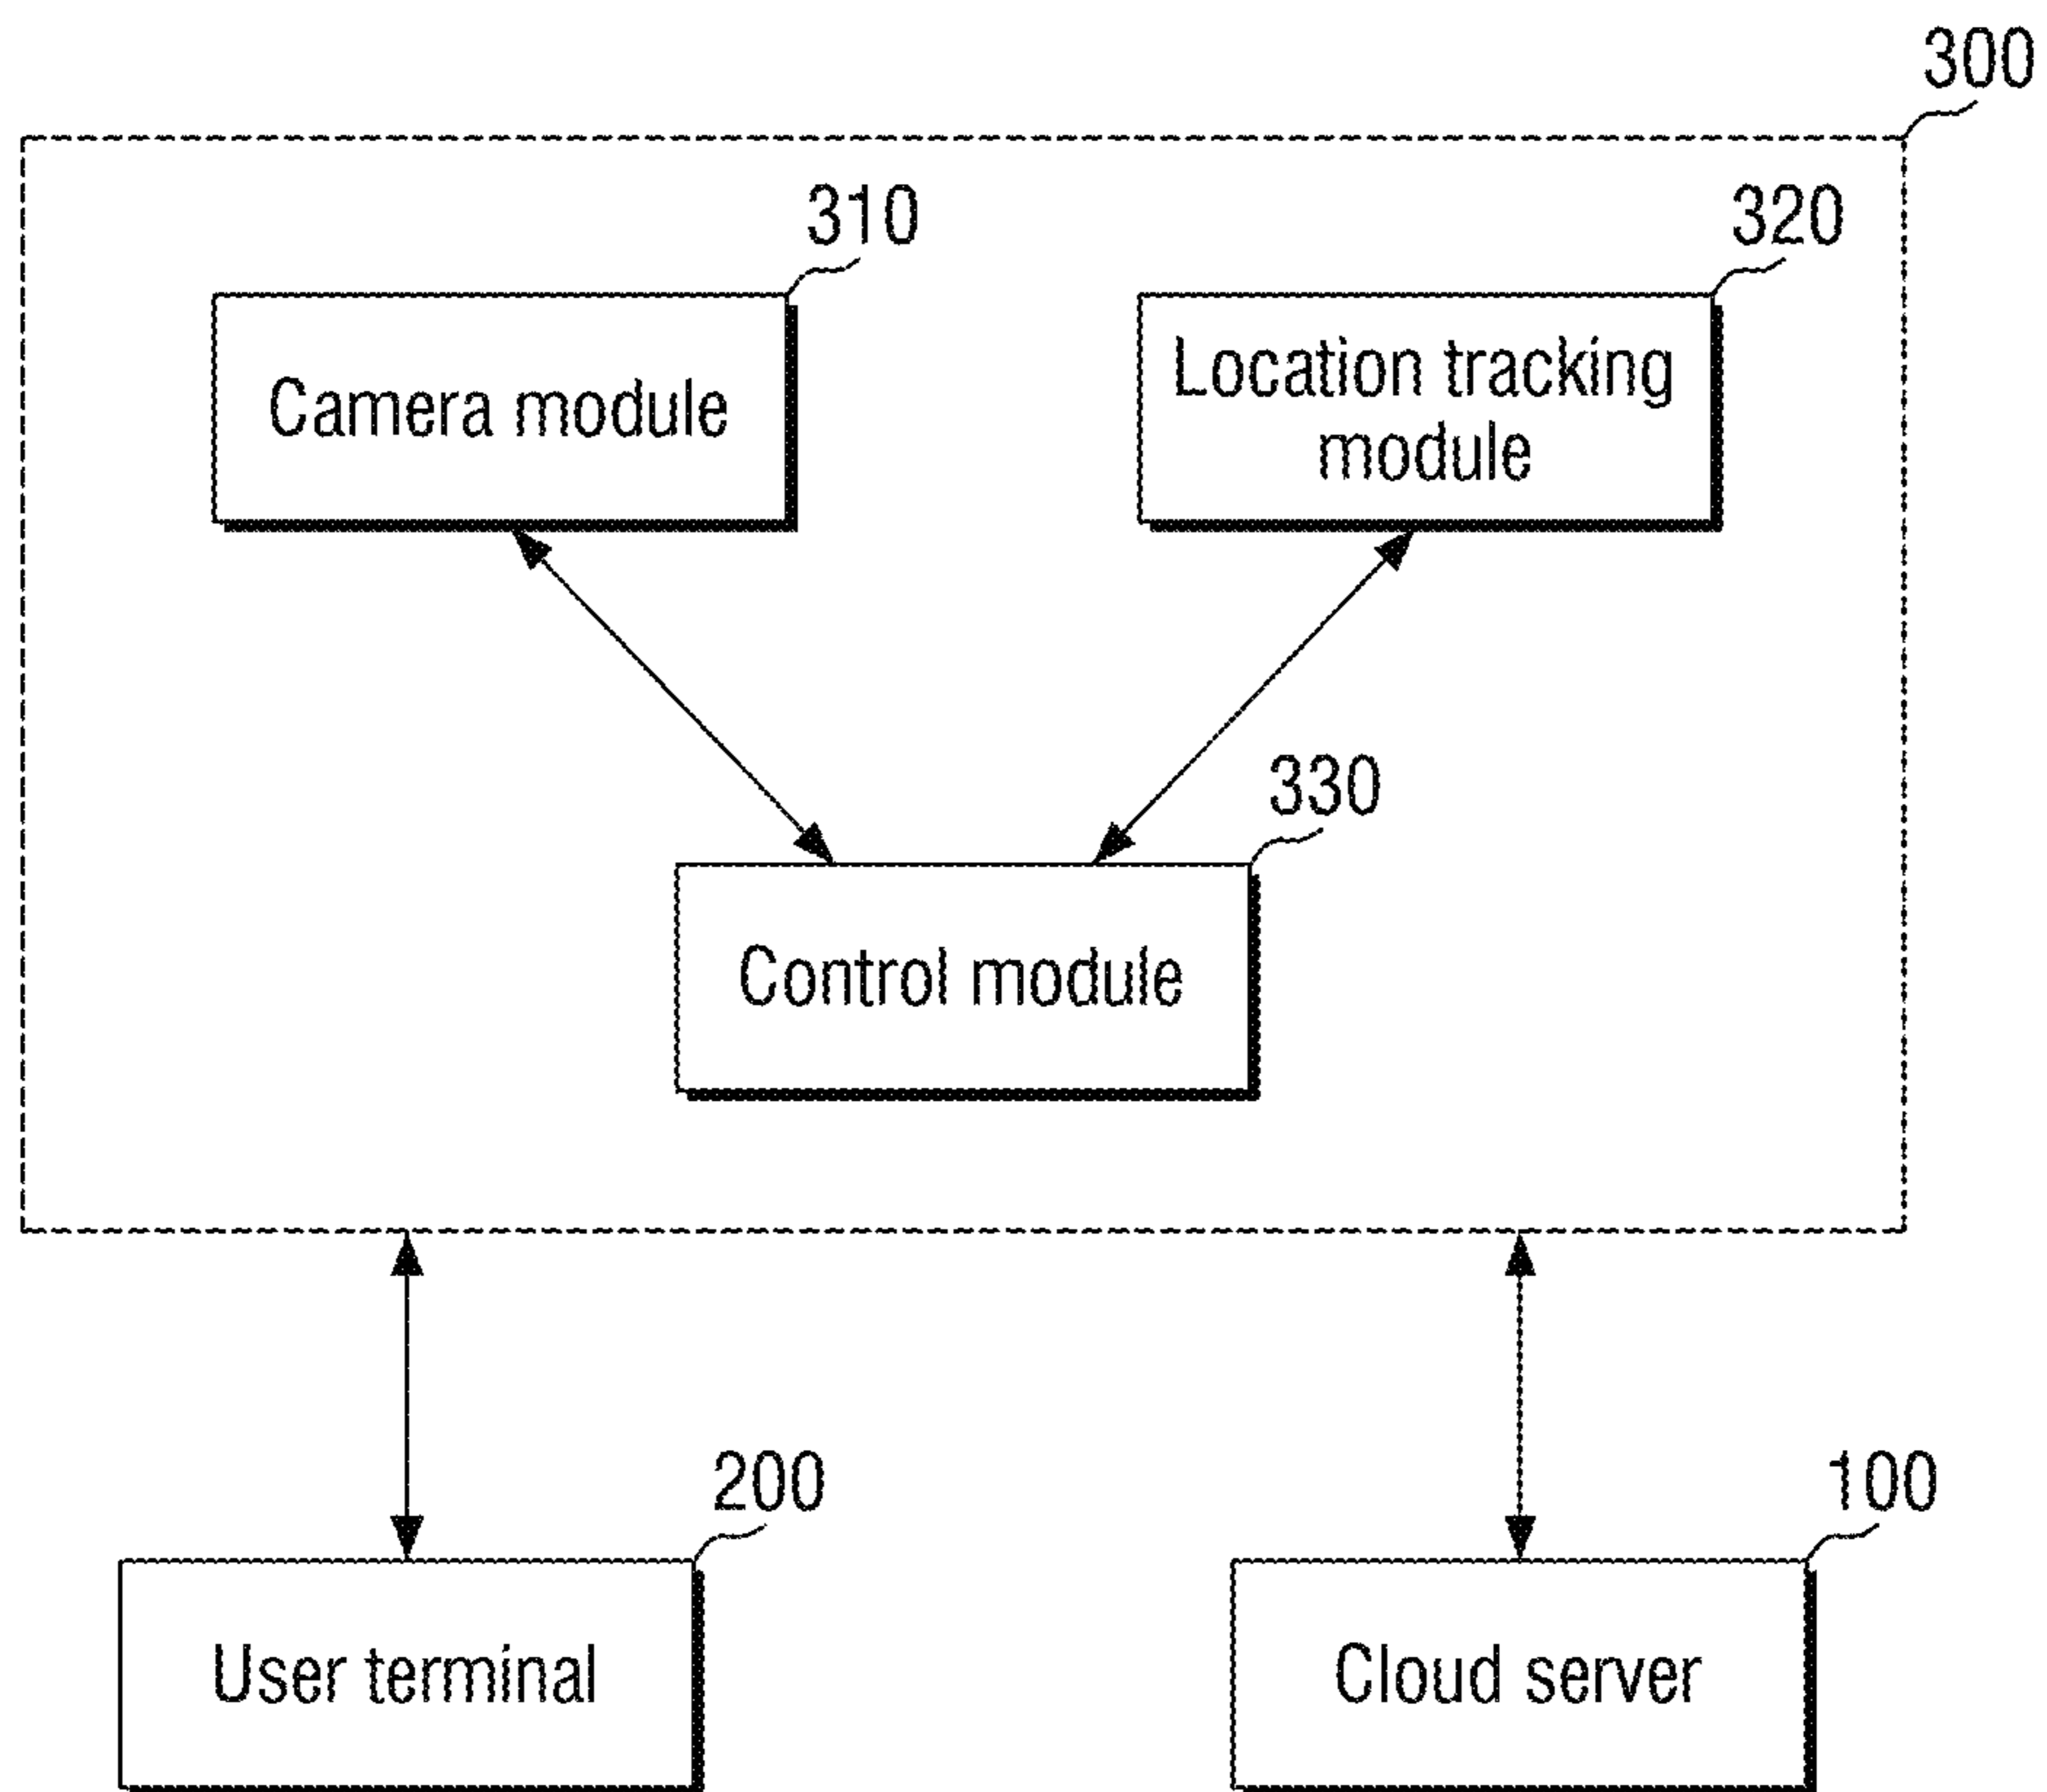 300
310
320
Camera module
Location tracking
module
330
Control module
200
100
User terminal
Cloud server